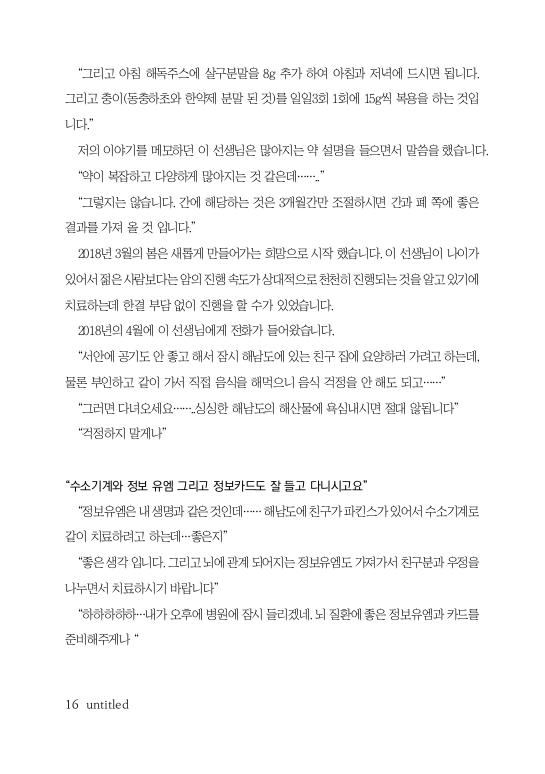 “그리고 아침 해독주스에 살구분말을 8g 추가 하여 아침과 저녁에 드시면 됩니다.
그리고 충이(동충하초와 한약제 분말 된 것)를 일일3회 1회에 15g씩 복용을 하는 것입
니다.”
저의 이야기를 메모하던 이 선생님은 많아지는 약 설명을 들으면서 말씀을 했습니다.
“약이 복잡하고 다양하게 많아지는 것 같은데…….”
“그렇지는 않습니다. 간에 해당하는 것은 3개월간만 조절하시면 간과 폐 쪽에 좋은
결과를 가져 올 것 입니다.”
2018년 3월의 봄은 새롭게 만들어가는 희망으로 시작 했습니다. 이 선생님이 나이가
있어서 젊은 사람보다는 암의 진행 속도가 상대적으로 천천히 진행되는 것을 알고 있기에
치료하는데 한결 부담 없이 진행을 할 수가 있었습니다.
2018년의 4월에 이 선생님에게 전화가 들어왔습니다.
“서안에 공기도 안 좋고 해서 잠시 해남도에 있는 친구 집에 요양하러 가려고 하는데,
물론 부인하고 같이 가서 직접 음식을 해먹으니 음식 걱정을 안 해도 되고……”
“그러면 다녀오세요…….싱싱한 해남도의 해산물에 욕심내시면 절대 않됩니다”
“걱정하지 말게나”
“수소기계와 정보 유엠 그리고 정보카드도 잘 들고 다니시고요”
“정보유엠은 내 생명과 같은 것인데…… 해남도에 친구가 파킨스가 있어서 수소기계로
같이 치료하려고 하는데…좋은지”
“좋은 생각 입니다. 그리고 뇌에 관계 되어지는 정보유엠도 가져가서 친구분과 우정을
나누면서 치료하시기 바랍니다”
“하하하하하…내가 오후에 병원에 잠시 들리겠네. 뇌 질환에 좋은 정보유엠과 카드를
준비해주게나 “
16 untitled